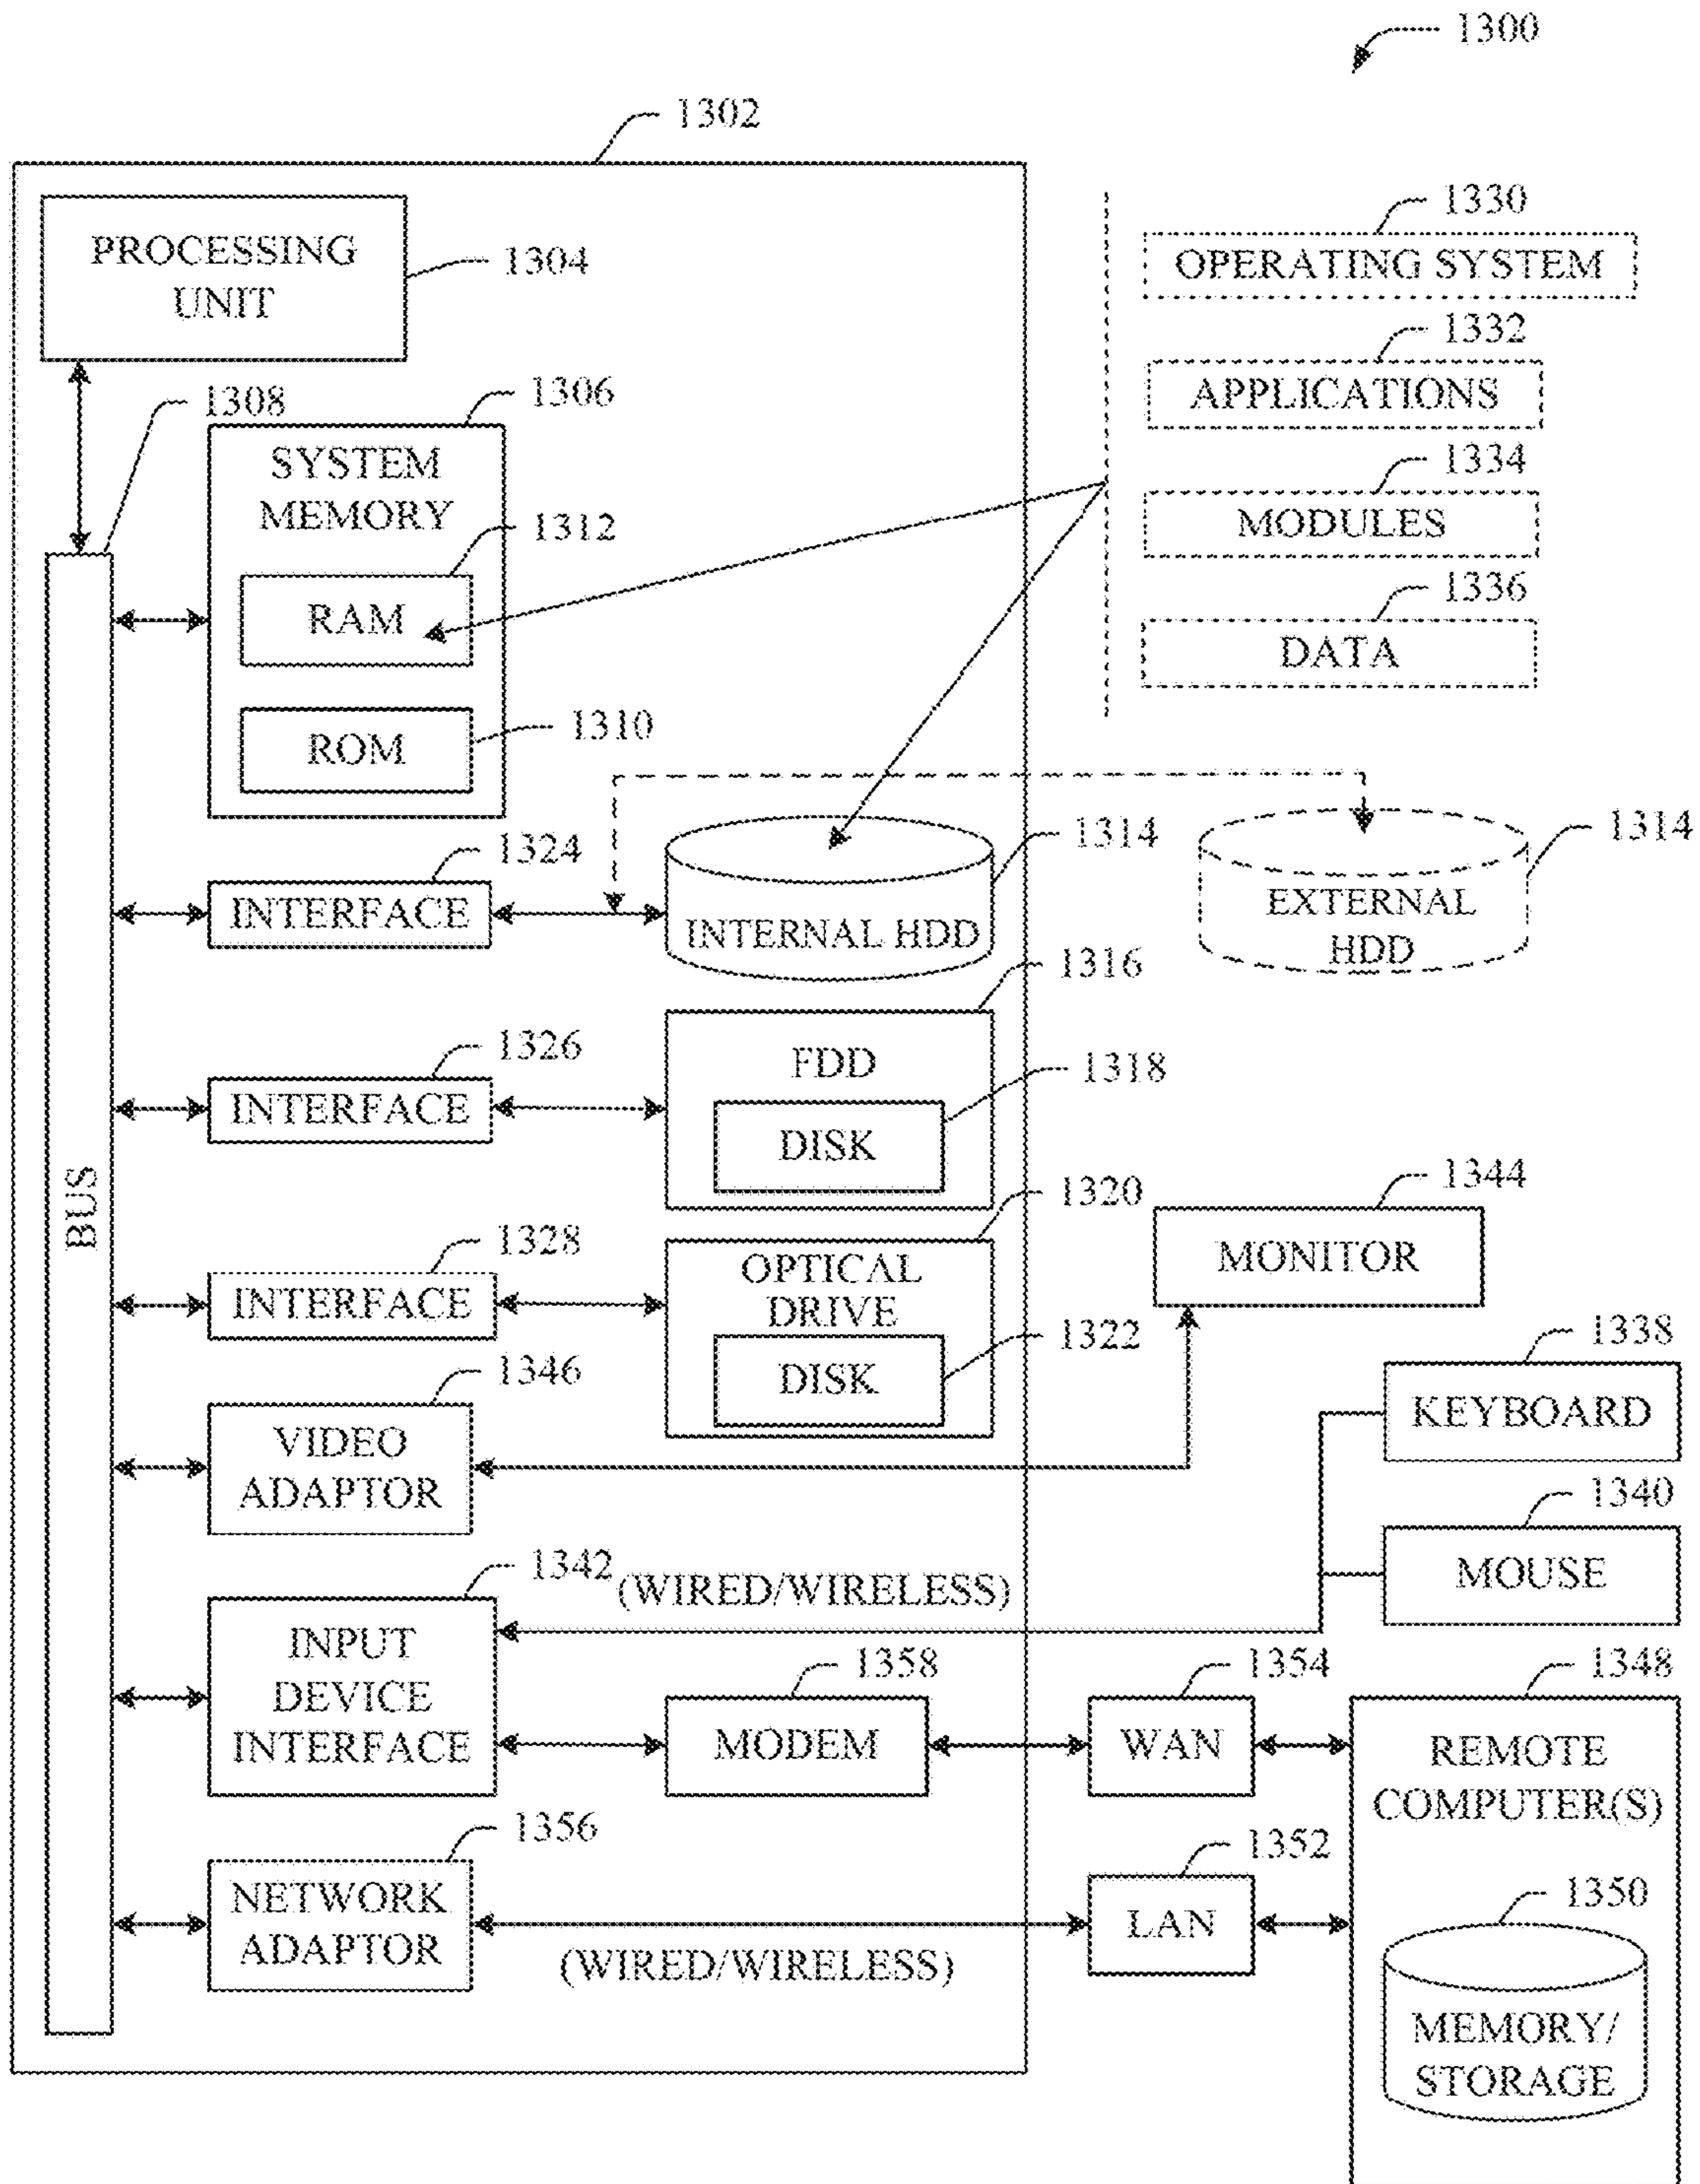 1300
1302
PROCESSING
UNIT
1304
1330
OPERATING SYSTEM
1332
APPLICATIONS
1334
MODULES
1336
DATA
1308
1306
SYSTEM
MEMORY
1312
RAM
1310
ROM
1324
INTERFACE
1314
INTERNAL HDD
1314
EXTERNAL
HDD
1316
FDD
1318
DISK
1326
INTERFACE
BUS
1320
OPTICAL
DRIVE
1322
DISK
1328
INTERFACE
1344
MONITOR
1346
VIDEO
ADAPTOR
1338
KEYBOARD
1340
MOUSE
1342
(WIRED/WIRELESS)
INPUT
DEVICE
INTERFACE
1358
MODEM
1354
WAN
1348
REMOTE
COMPUTER(S)
1356
NETWORK
ADAPTOR
(WIRED/WIRELESS)
1352
LAN
1350
MEMORY/
STORAGE